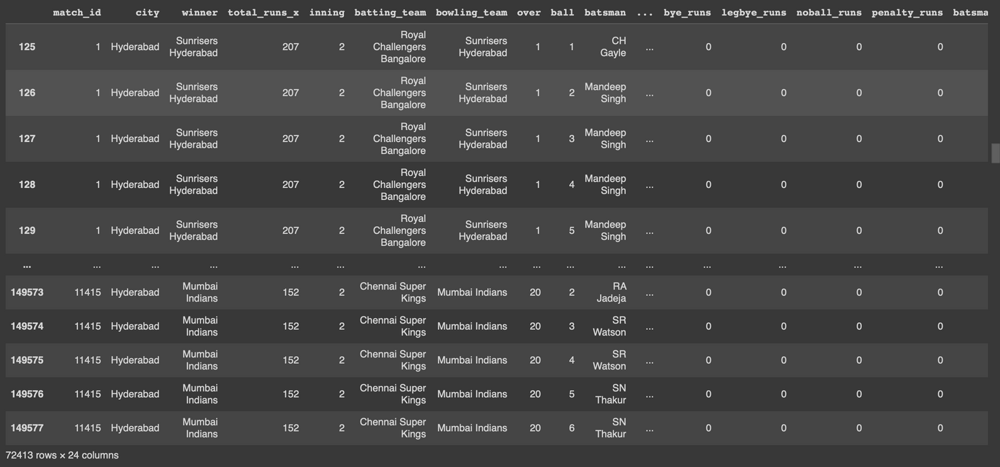 match_id city winner total_runs_x inning batting_team bowling_team over ball batsman ... bye_runs legbye_runs noball_runs penalty_runs batsma
125 1 Hyderabad Sunrisers Hyderabad 207 2 Royal Challengers Bangalore Sunrisers Hyderabad 1 1 CH Gayle ... 0 0 0 0
126 1 Hyderabad Sunrisers Hyderabad 207 2 Royal Challengers Bangalore Sunrisers Hyderabad 1 2 Mandeep Singh ... 0 0 0 0
127 1 Hyderabad Sunrisers Hyderabad 207 2 Royal Challengers Bangalore Sunrisers Hyderabad 1 3 Mandeep Singh ... 0 0 0 0
128 1 Hyderabad Sunrisers Hyderabad 207 2 Royal Challengers Bangalore Sunrisers Hyderabad 1 4 Mandeep Singh ... 0 0 0 0
129 1 Hyderabad Sunrisers Hyderabad 207 2 Royal Challengers Bangalore Sunrisers Hyderabad 1 5 Mandeep Singh ... 0 0 0 0
... ... ... ... ... ... ... ... ... ... ... ... ... ... ... ...
149573 11415 Hyderabad Mumbai Indians 152 2 Chennai Super Kings Mumbai Indians 20 2 RA Jadeja ... 0 0 0 0
149574 11415 Hyderabad Mumbai Indians 152 2 Chennai Super Kings Mumbai Indians 20 3 SR Watson ... 0 0 0 0
149575 11415 Hyderabad Mumbai Indians 152 2 Chennai Super Kings Mumbai Indians 20 4 SR Watson ... 0 0 0 0
149576 11415 Hyderabad Mumbai Indians 152 2 Chennai Super Kings Mumbai Indians 20 5 SN Thakur ... 0 0 0 0
149577 11415 Hyderabad Mumbai Indians 152 2 Chennai Super Kings Mumbai Indians 20 6 SN Thakur ... 0 0 0 0
72413 rows × 24 columns